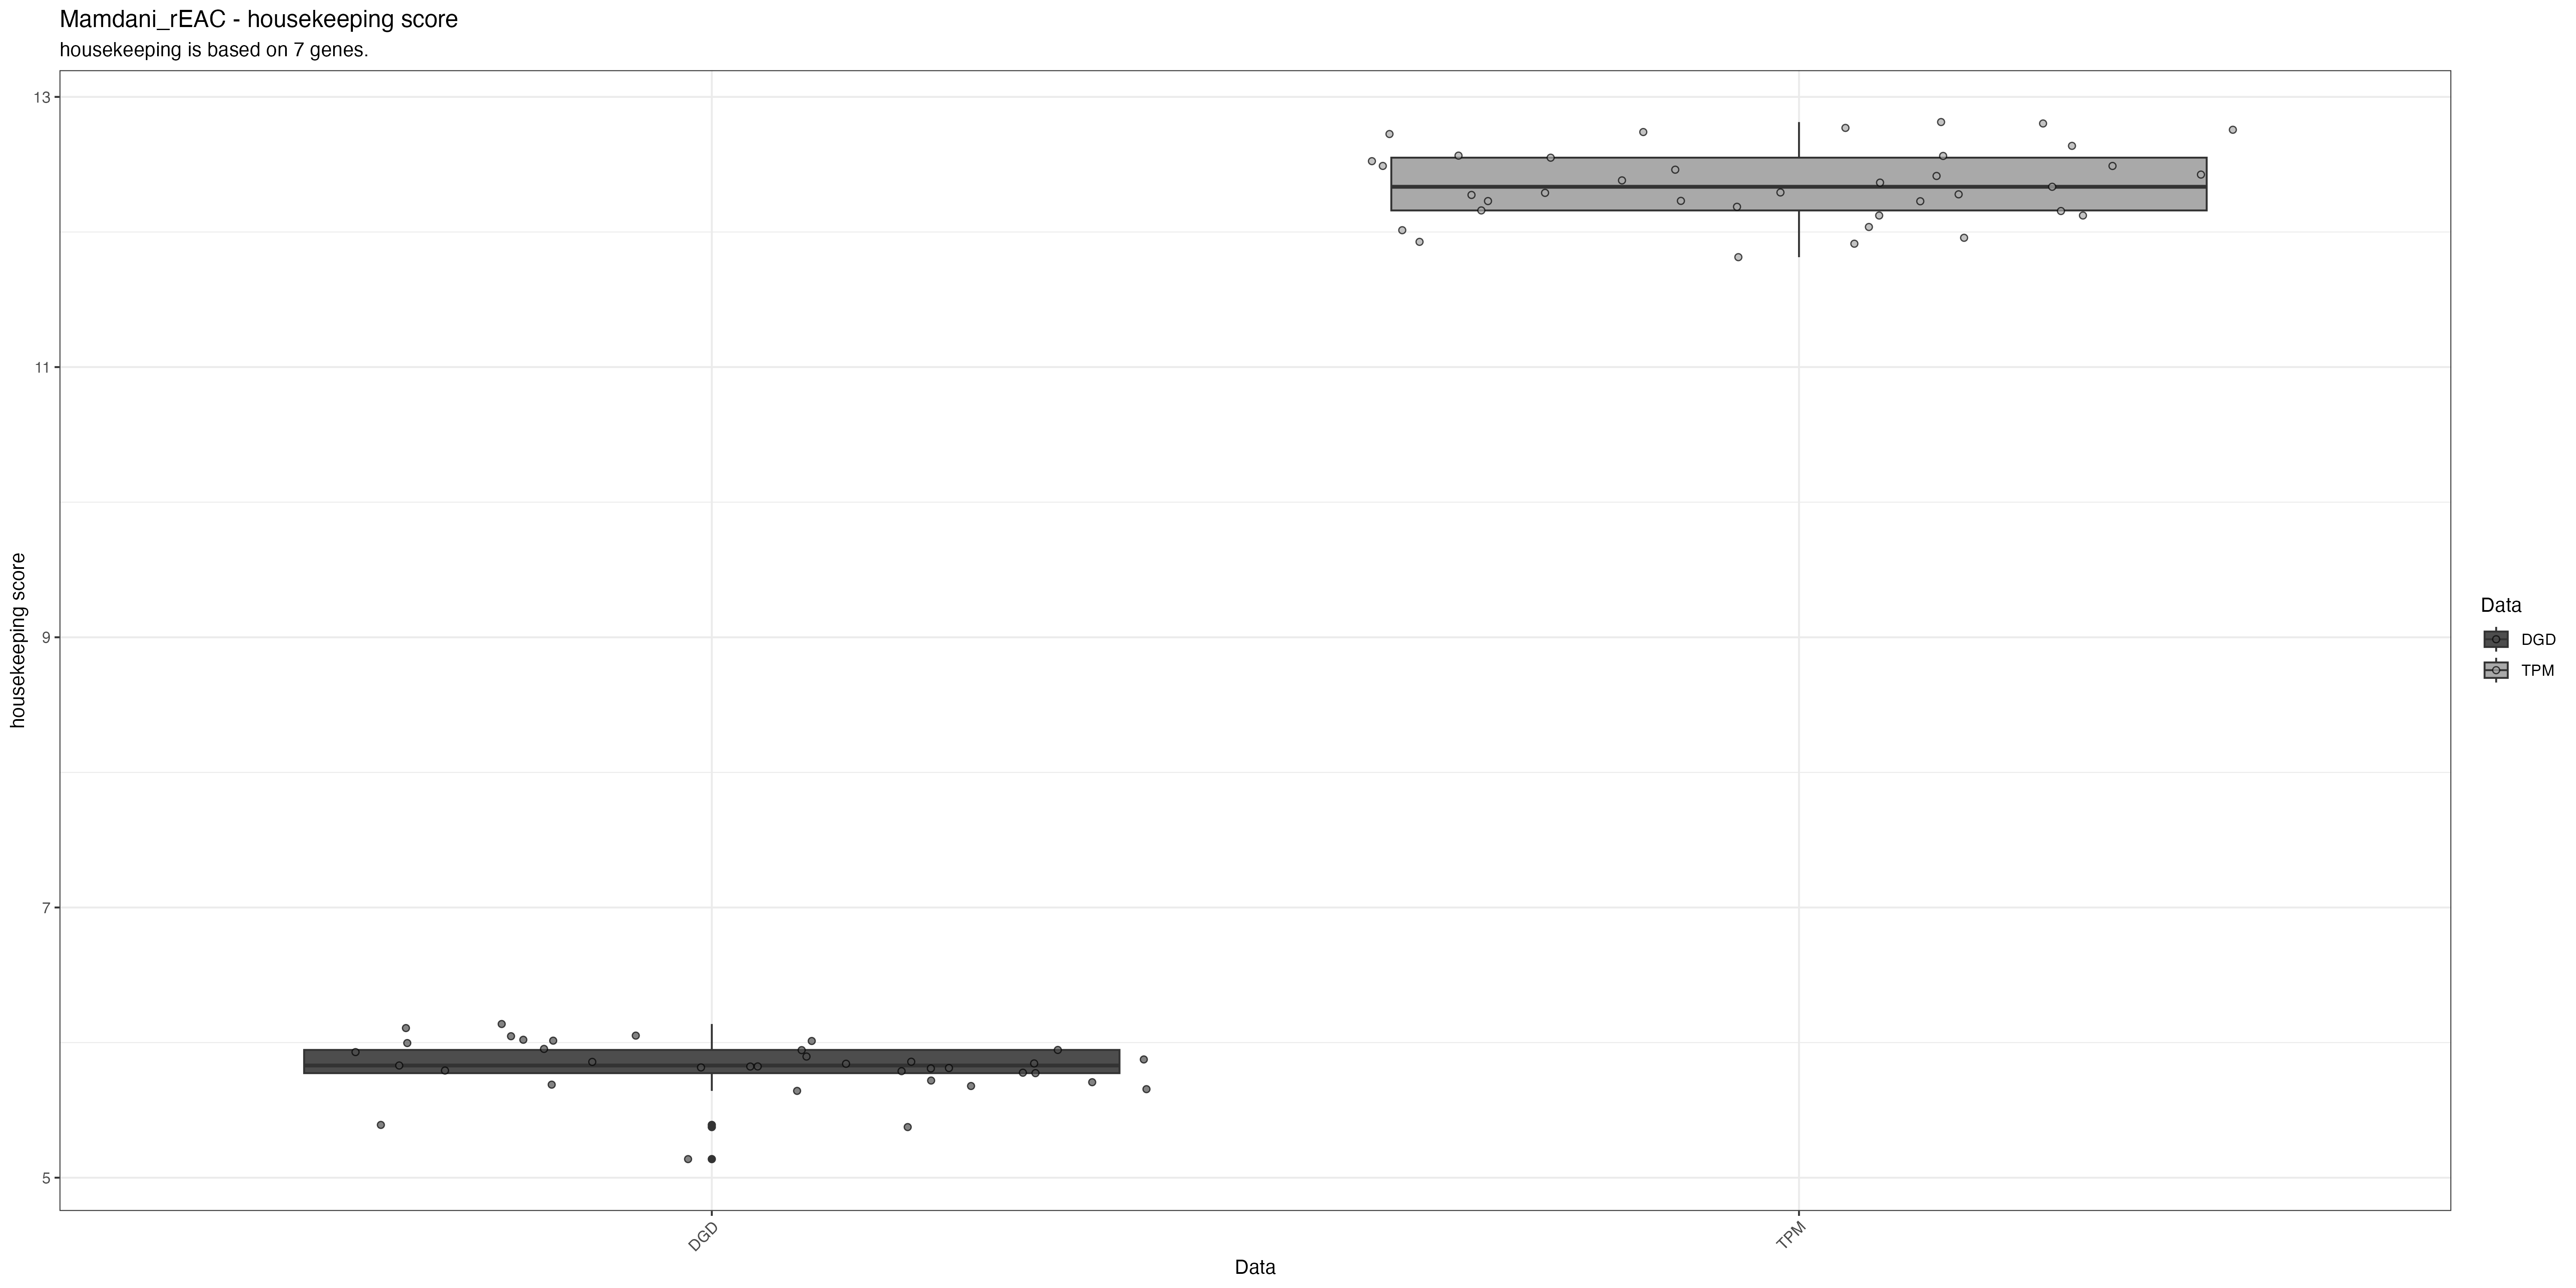 Mamdani_rEAC - housekeeping score
housekeeping is based on 7 genes.
13
11
9
7
5
housekeeping score
DGD
TPM
Data
Data
DGD
TPM